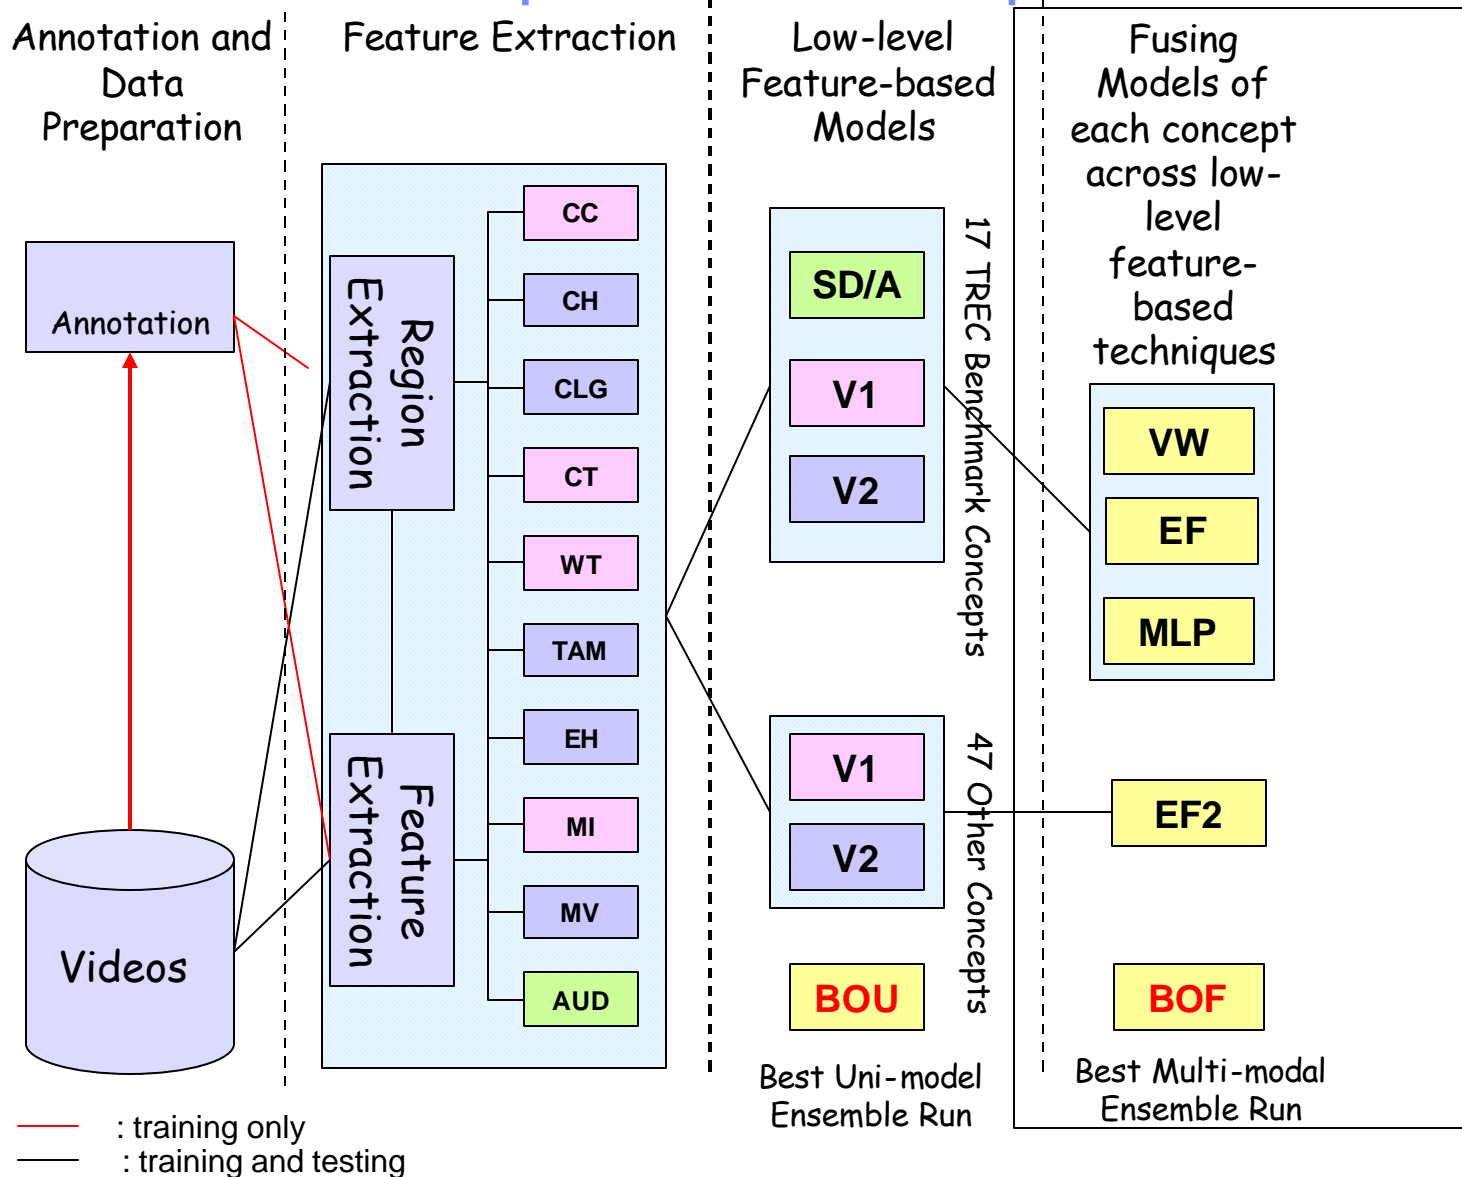 Annotation and
Data
Preparation
Feature Extraction
Low-level
Feature-based
Models
Fusing
Models of
each concept
across low-
level
feature-
based
techniques
Annotation
Videos
Region
Extraction
Feature
Extraction
CC
CH
CLG
CT
WT
TAM
EH
MI
MV
AUD
SD/A
V1
V2
17 TREC Benchmark Concepts
V1
V2
47 Other Concepts
BOU
Best Uni-model
Ensemble Run
VW
EF
MLP
EF2
BOF
Best Multi-modal
Ensemble Run
: training only
: training and testing